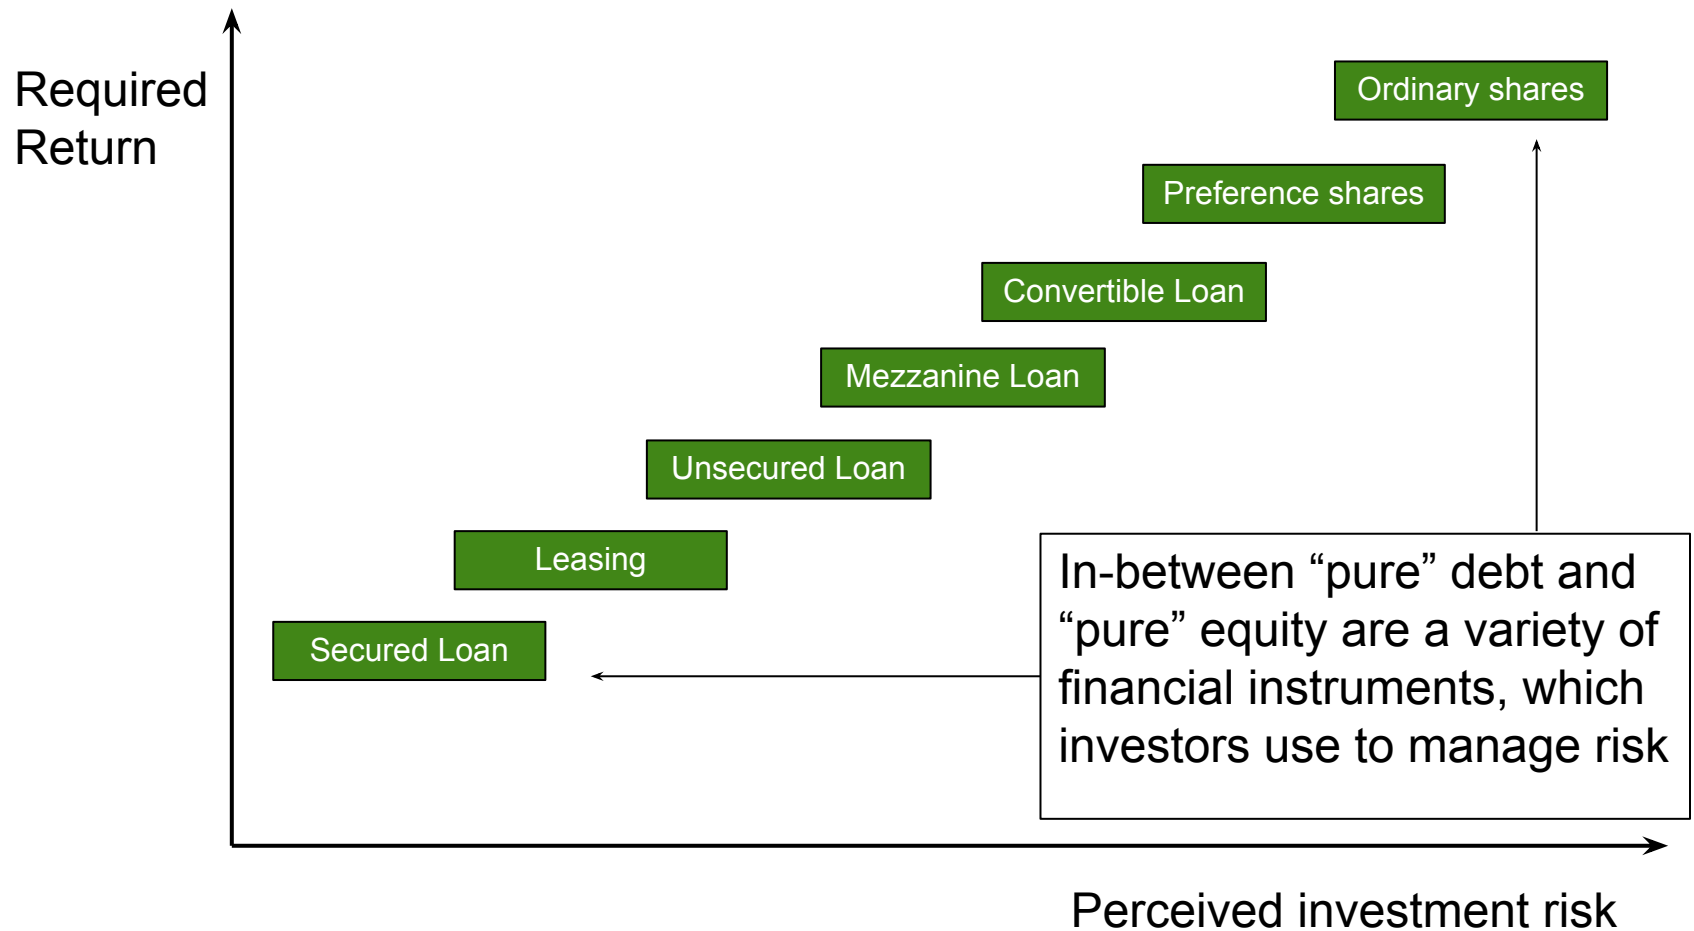 Required
Return
Ordinary shares
Preference shares
Convertible Loan
Mezzanine Loan
Unsecured Loan
Leasing
Secured Loan
In-between “pure” debt and
“pure” equity are a variety of
financial instruments, which
investors use to manage risk
Perceived investment risk